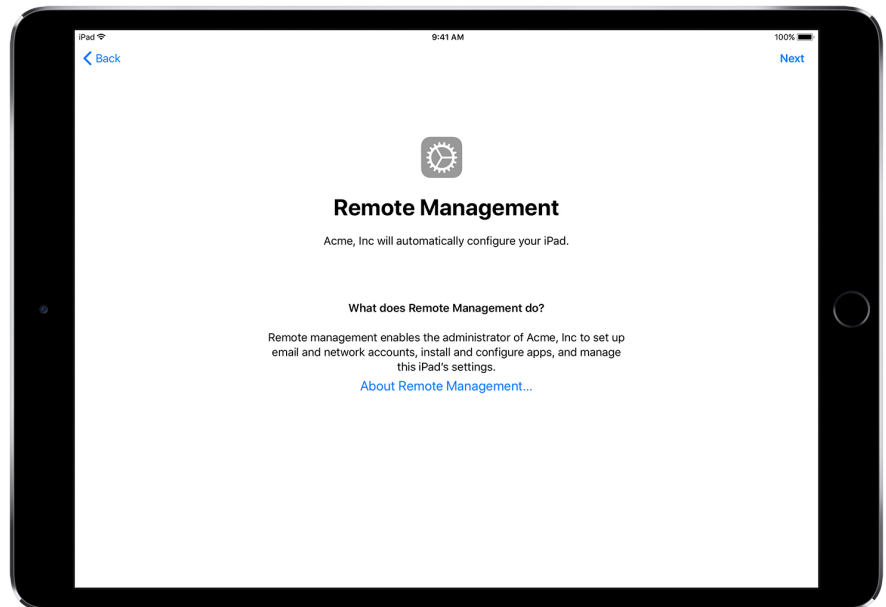 iPad
9:41 AM
100%
Back
Next
Remote Management
Acme, Inc will automatically configure your iPad.
What does Remote Management do?
Remote management enables the administrator of Acme, Inc to set up
email and network accounts, install and configure apps, and manage
this iPad's settings.
About Remote Management...